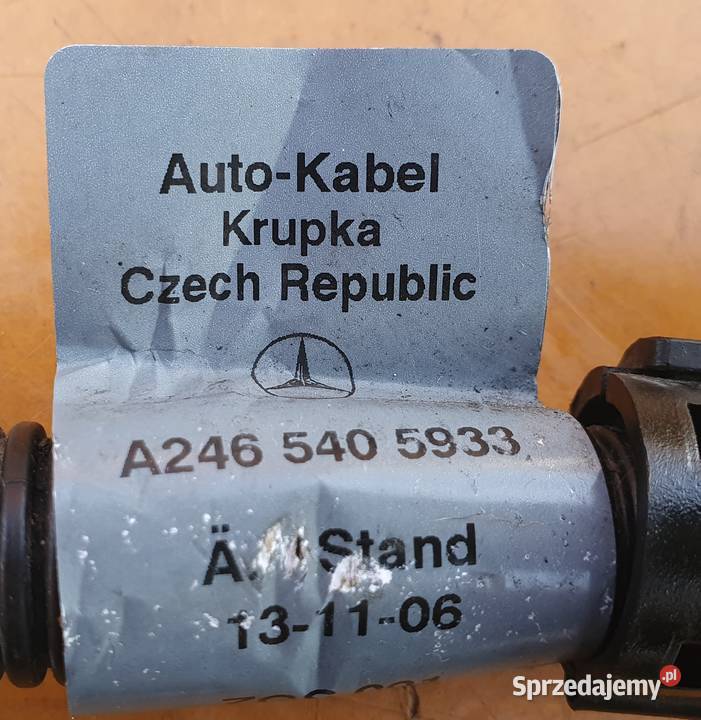 Auto-Kabel
Krupka
Czech Republic
A246 540 5933
Stand
13-11-06
Sprzedajemy.pl